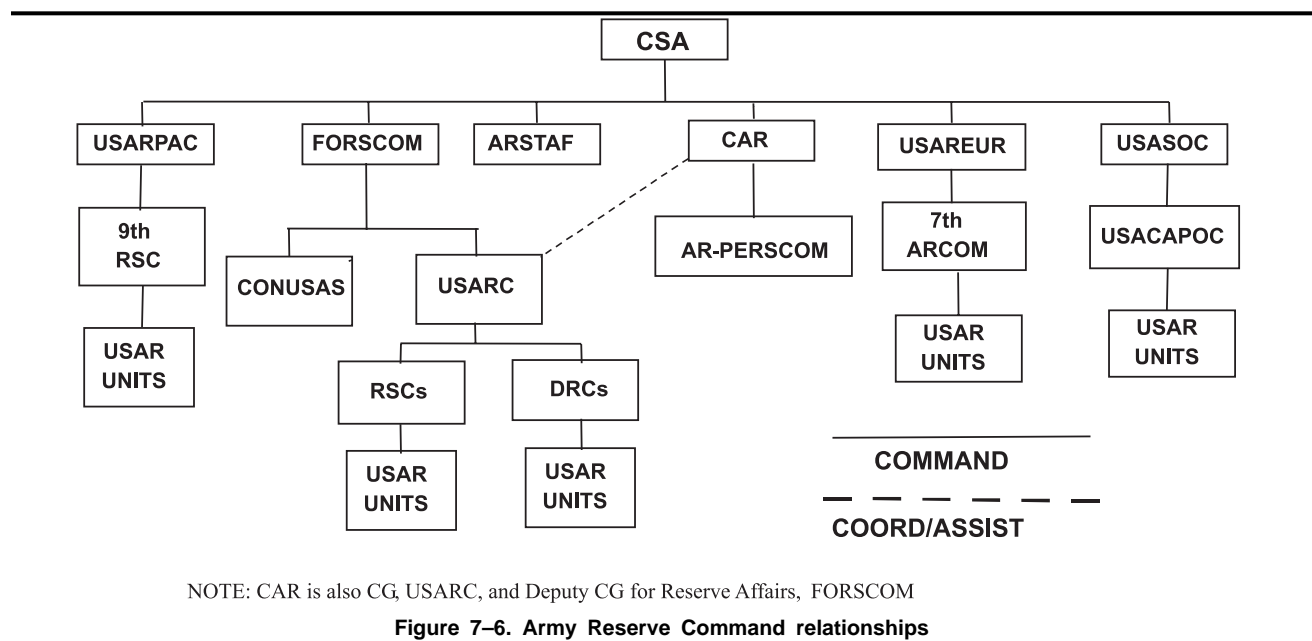 CSA
USARPAC
FORSCOM
ARSTAF
CAR
USAREUR
USASOC
9th
RSC
CONUSAS
USARC
AR-PERSCOM
7th
ARCOM
USACAPOC
USAR
UNITS
RSCs
DRCs
USAR
UNITS
USAR
UNITS
USAR
UNITS
USAR
UNITS
COMMAND
COORD/ASSIST
NOTE: CAR is also CG, USARC, and Deputy CG for Reserve Affairs, FORSCOM
Figure 7–6. Army Reserve Command relationships